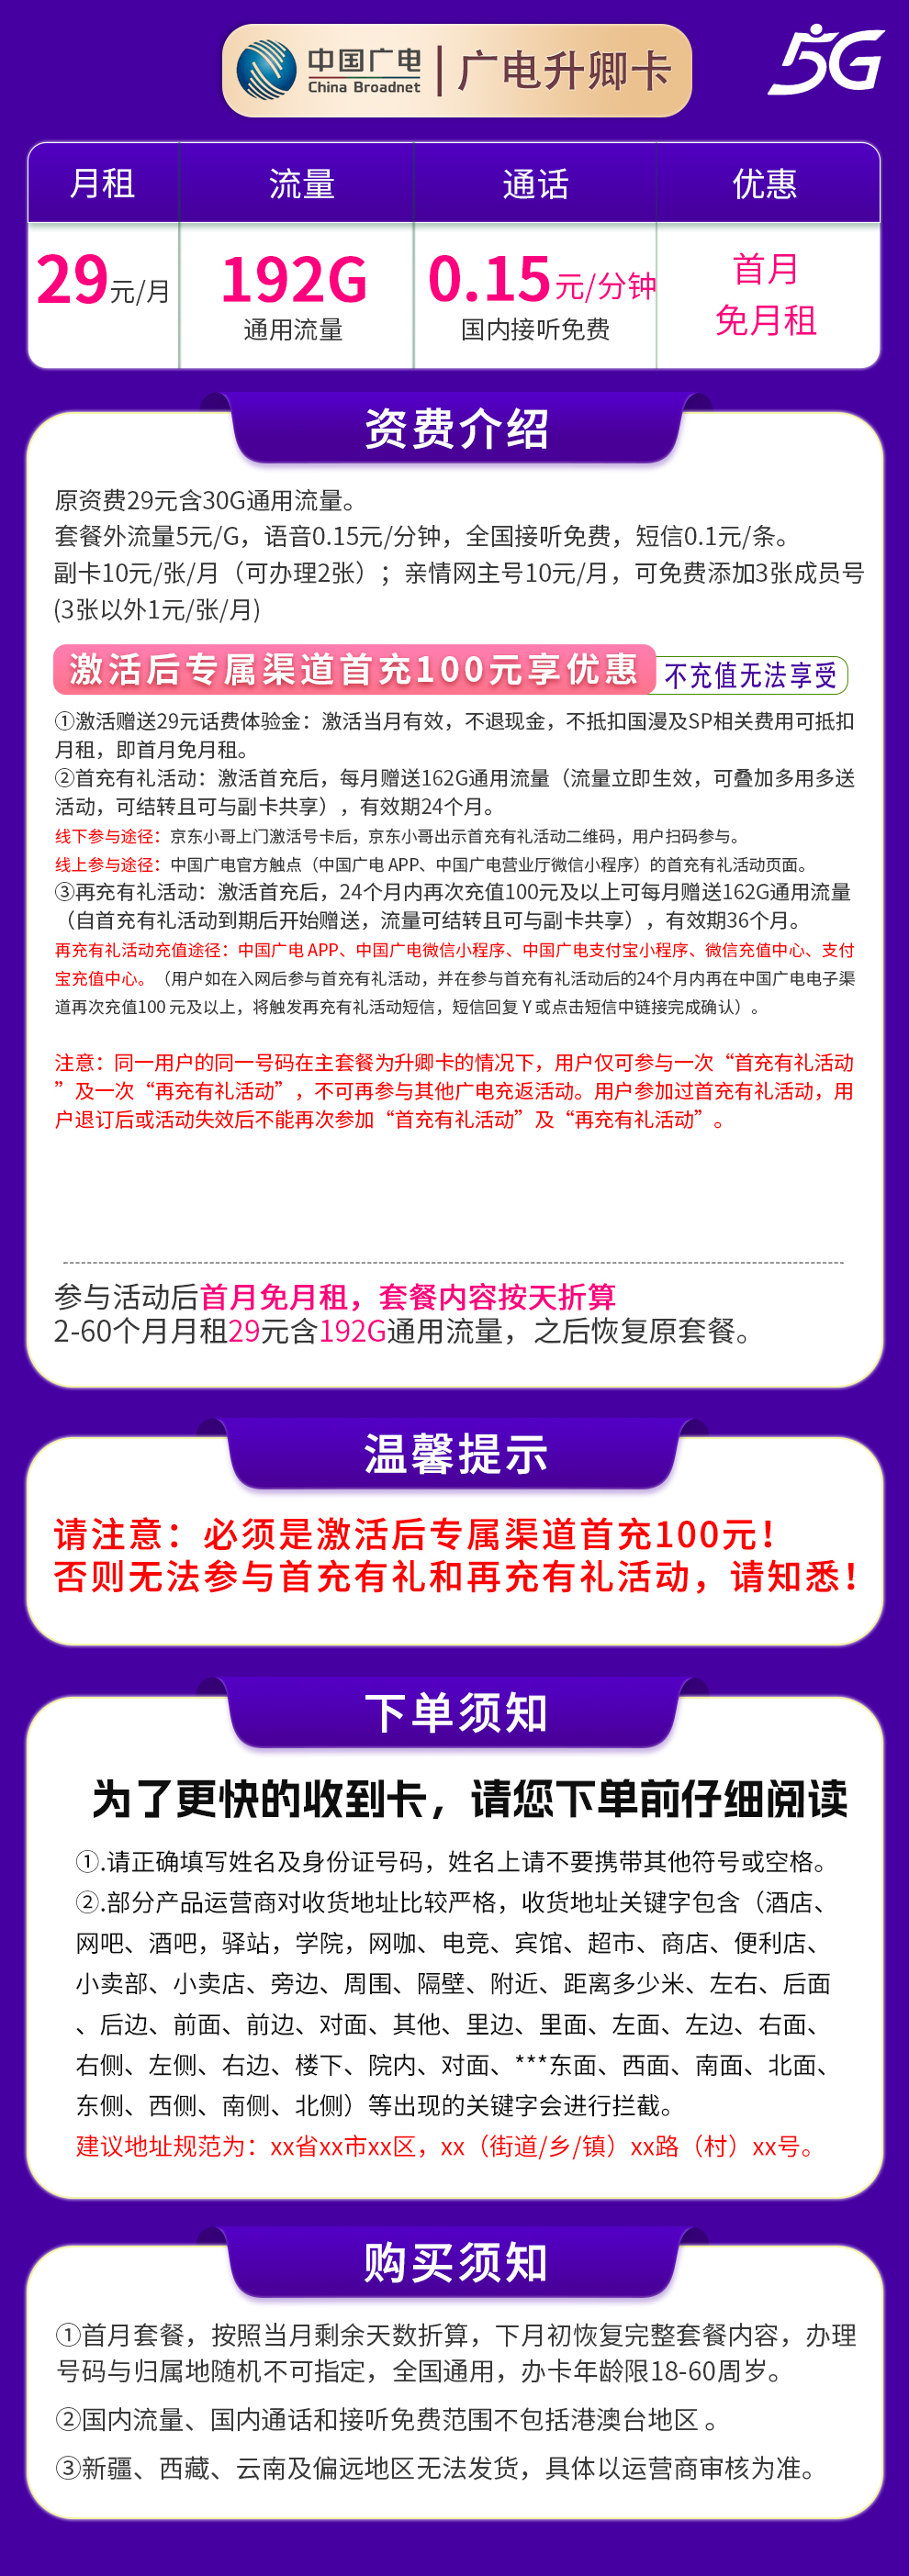 中国广电
China Broadnet
广电升卿卡
5G
月租 流量 通话 优惠
29元/月
192G
通用流量
0.15元/分钟
国内接听免费
首月
免月租
资费介绍
原资费29元含30G通用流量。
套餐外流量5元/G，语音0.15元/分钟，全国接听免费，短信0.1元/条。
副卡10元/张/月（可办理2张）；亲情网主号10元/月，可免费添加3张成员号
(3张以外1元/张/月)
激活后专属渠道首充100元享优惠
不充值无法享受
①激活赠送29元话费体验金：激活当月有效，不退现金，不抵扣国漫及SP相关费用可抵扣
月租，即首月免月租。
②首充有礼活动：激活首充后，每月赠送162G通用流量（流量立即生效，可叠加多用多送
活动，可结转且可与副卡共享），有效期24个月。
线下参与途径：京东小哥上门激活号卡后，京东小哥出示首充有礼活动二维码，用户扫码参与。
线上参与途径：中国广电官方触点（中国广电 APP、中国广电营业厅微信小程序）的首充有礼活动页面。
③再充有礼活动：激活首充后，24个月内再次充值100元及以上可每月赠送162G通用流量
（自首充有礼活动到期后开始赠送，流量可结转且可与副卡共享），有效期36个月。
再充有礼活动充值途径：中国广电 APP、中国广电微信小程序、中国广电支付宝小程序、微信充值中心、支付
宝充值中心。（用户如在入网后参与首充有礼活动，并在参与首充有礼活动后的24个月内再在中国广电电子渠
道再次充值100 元及以上，将触发再充有礼活动短信，短信回复 Y 或点击短信中链接完成确认）。
注意：同一用户的同一号码在主套餐为升卿卡的情况下，用户仅可参与一次“首充有礼活动
”及一次“再充有礼活动”，不可再参与其他广电充返活动。用户参加过首充有礼活动，用
户退订后或活动失效后不能再次参加“首充有礼活动”及“再充有礼活动”。
参与活动后首月免月租，套餐内容按天折算
2-60个月月租29元含192G通用流量，之后恢复原套餐。
温馨提示
请注意：必须是激活后专属渠道首充100元！
否则无法参与首充有礼和再充有礼活动，请知悉！
下单须知
为了更快的收到卡，请您下单前仔细阅读
①.请正确填写姓名及身份证号码，姓名上请不要携带其他符号或空格。
②.部分产品运营商对收货地址比较严格，收货地址关键字包含（酒店、
网吧、酒吧，驿站，学院，网咖、电竞、宾馆、超市、商店、便利店、
小卖部、小卖店、旁边、周围、隔壁、附近、距离多少米、左右、后面
、后边、前面、前边、对面、其他、里边、里面、左面、左边、右面、
右侧、左侧、右边、楼下、院内、对面、***东面、西面、南面、北面、
东侧、西侧、南侧、北侧）等出现的关键字会进行拦截。
建议地址规范为：xx省xx市xx区，xx（街道/乡/镇）xx路（村）xx号。
购买须知
①首月套餐，按照当月剩余天数折算，下月初恢复完整套餐内容，办理
号码与归属地随机不可指定，全国通用，办卡年龄限18-60周岁。
②国内流量、国内通话和接听免费范围不包括港澳台地区 。
③新疆、西藏、云南及偏远地区无法发货，具体以运营商审核为准。